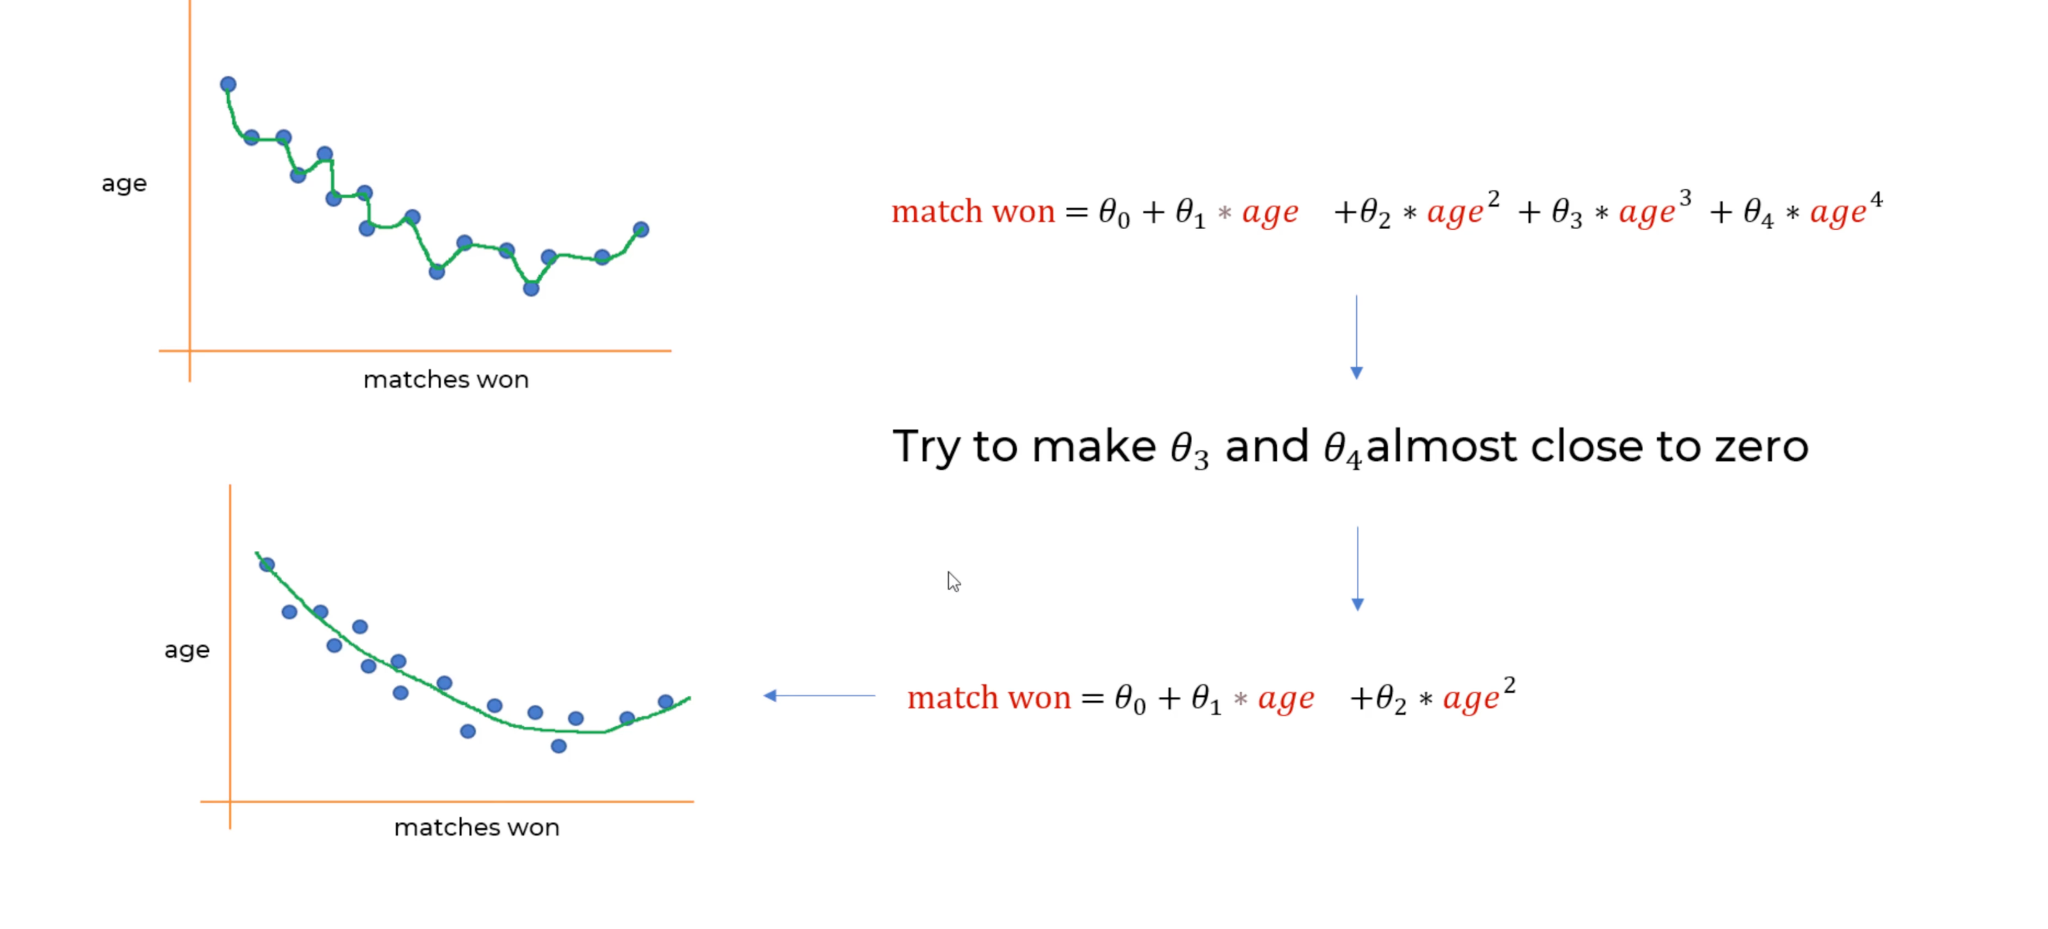 age
matches won
match won = θ₀ + θ₁ * age +θ₂ * age² + θ₃ * age³ + θ₄ * age⁴
Try to make θ₃ and θ₄almost close to zero
age
matches won
match won = θ₀ + θ₁ * age +θ₂ * age²